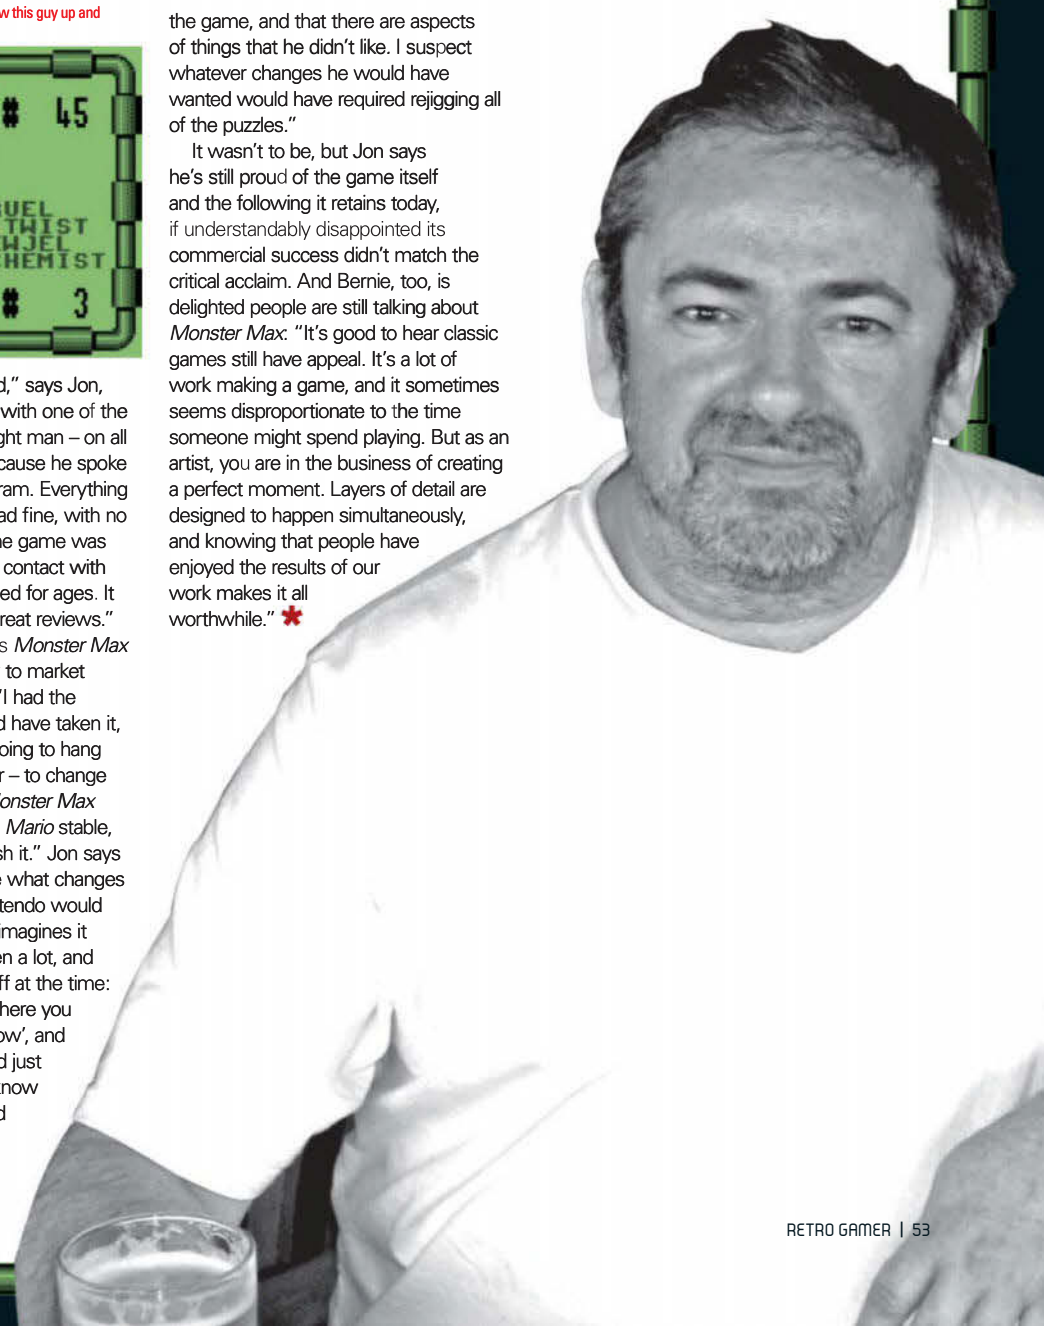 w this guy up and
# 45
GUEL
TWIST
WJEL
CHEMIST
# 3
d,” says Jon,
with one of the
ght man – on all
cause he spoke
ram. Everything
ad fine, with no
ne game was
contact with
ed for ages. It
reat reviews.”
s Monster Max
to market
“I had the
d have taken it,
oing to hang
r – to change
Monster Max
Mario stable,
sh it.” Jon says
e what changes
tendo would
imagines it
en a lot, and
ff at the time:
here you
ow’, and
d just
know
d
the game, and that there are aspects
of things that he didn’t like. I suspect
whatever changes he would have
wanted would have required rejigging all
of the puzzles.”
It wasn’t to be, but Jon says
he’s still proud of the game itself
and the following it retains today,
if understandably disappointed its
commercial success didn’t match the
critical acclaim. And Bernie, too, is
delighted people are still talking about
Monster Max: “It’s good to hear classic
games still have appeal. It’s a lot of
work making a game, and it sometimes
seems disproportionate to the time
someone might spend playing. But as an
artist, you are in the business of creating
a perfect moment. Layers of detail are
designed to happen simultaneously,
and knowing that people have
enjoyed the results of our
work makes it all
worthwhile.” *
RETRO GAMER | 53